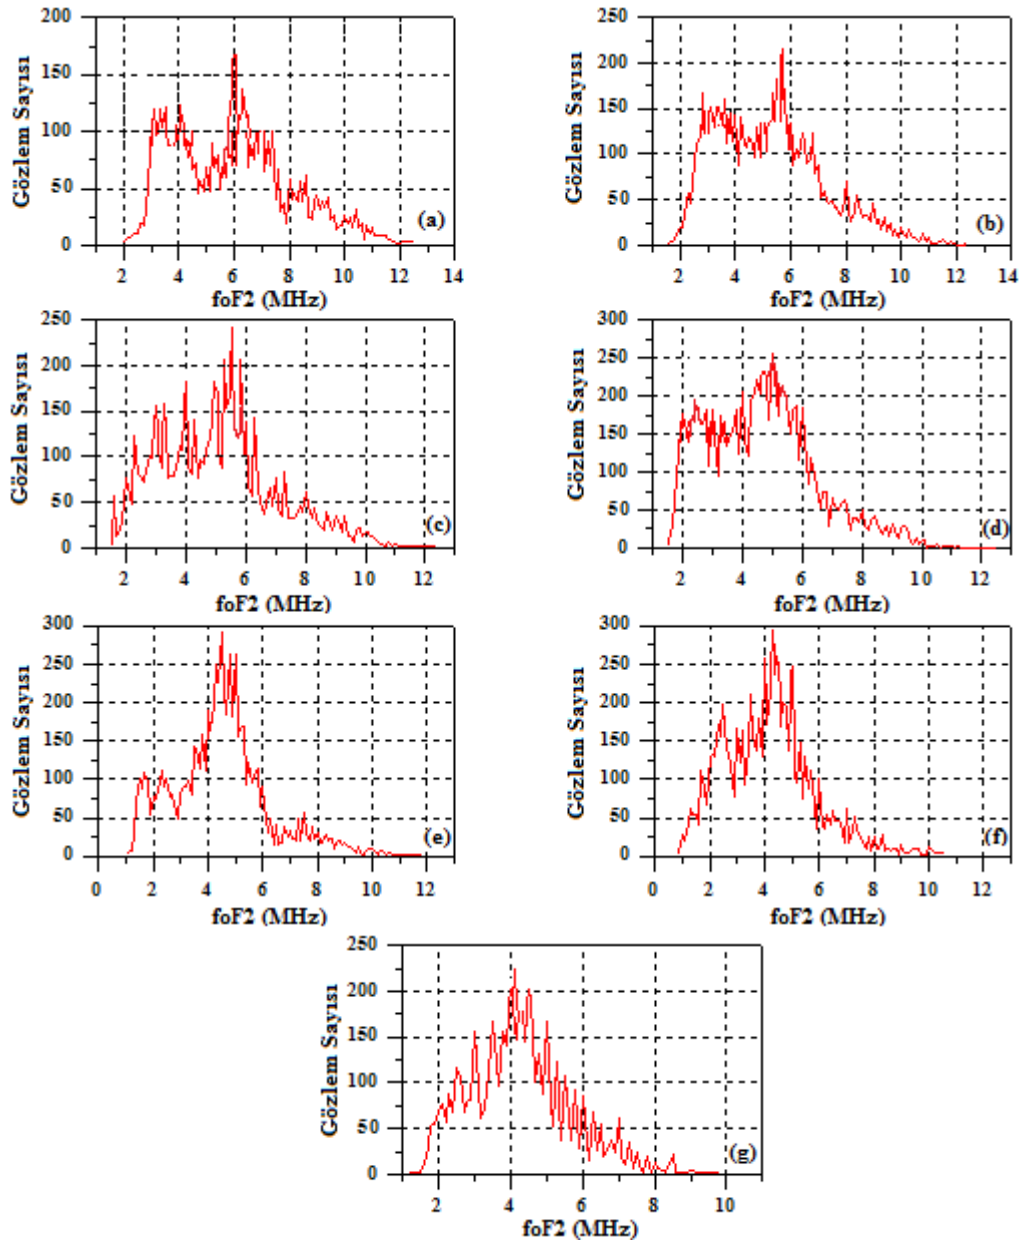 200
150
100
50
0
Gözlem Sayısı
(a)
2 4 6 8 10 12 14
foF2 (MHz)
250
200
150
100
50
0
Gözlem Sayısı
(b)
2 4 6 8 10 12 14
foF2 (MHz)
250
200
150
100
50
0
Gözlem Sayısı
(c)
2 4 6 8 10 12
foF2 (MHz)
300
250
200
150
100
50
0
Gözlem Sayısı
(d)
2 4 6 8 10 12
foF2 (MHz)
300
250
200
150
100
50
0
Gözlem Sayısı
(e)
0 2 4 6 8 10 12
foF2 (MHz)
300
250
200
150
100
50
0
Gözlem Sayısı
(f)
0 2 4 6 8 10 12
foF2 (MHz)
250
200
150
100
50
0
Gözlem Sayısı
(g)
2 4 6 8 10
foF2 (MHz)